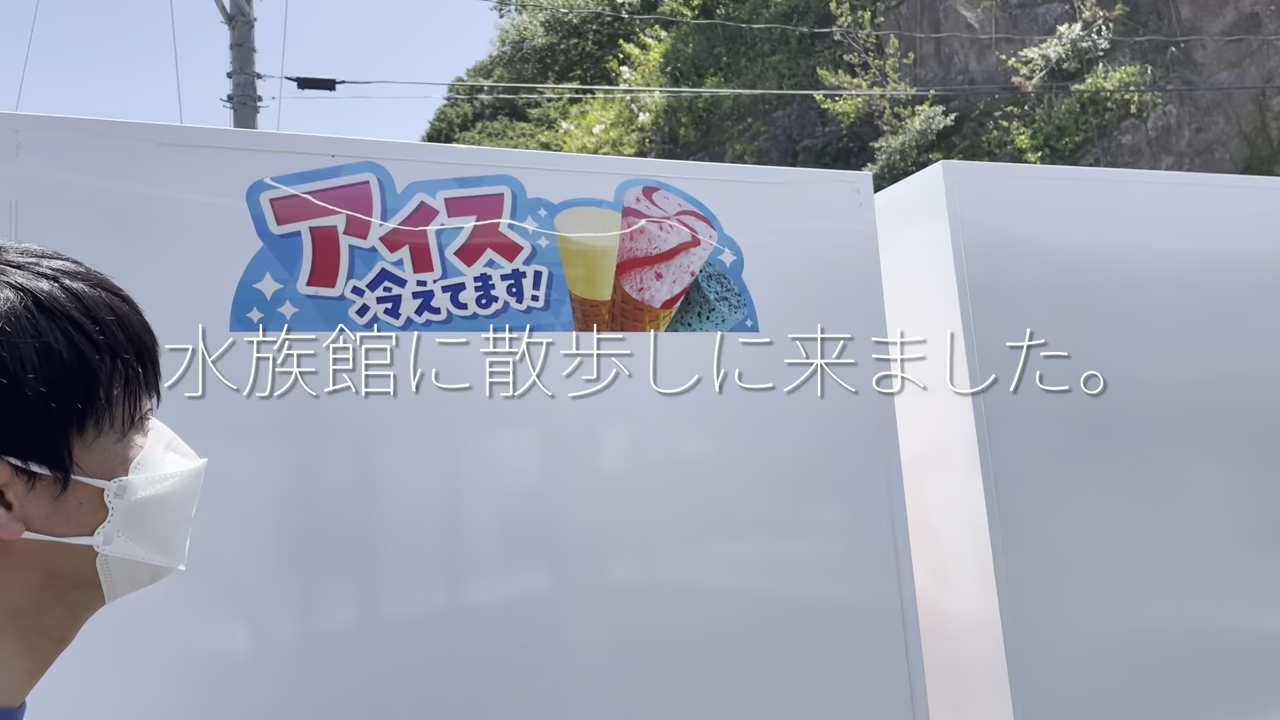 アイス
冷えてます!
水族館に散歩しに来ました。